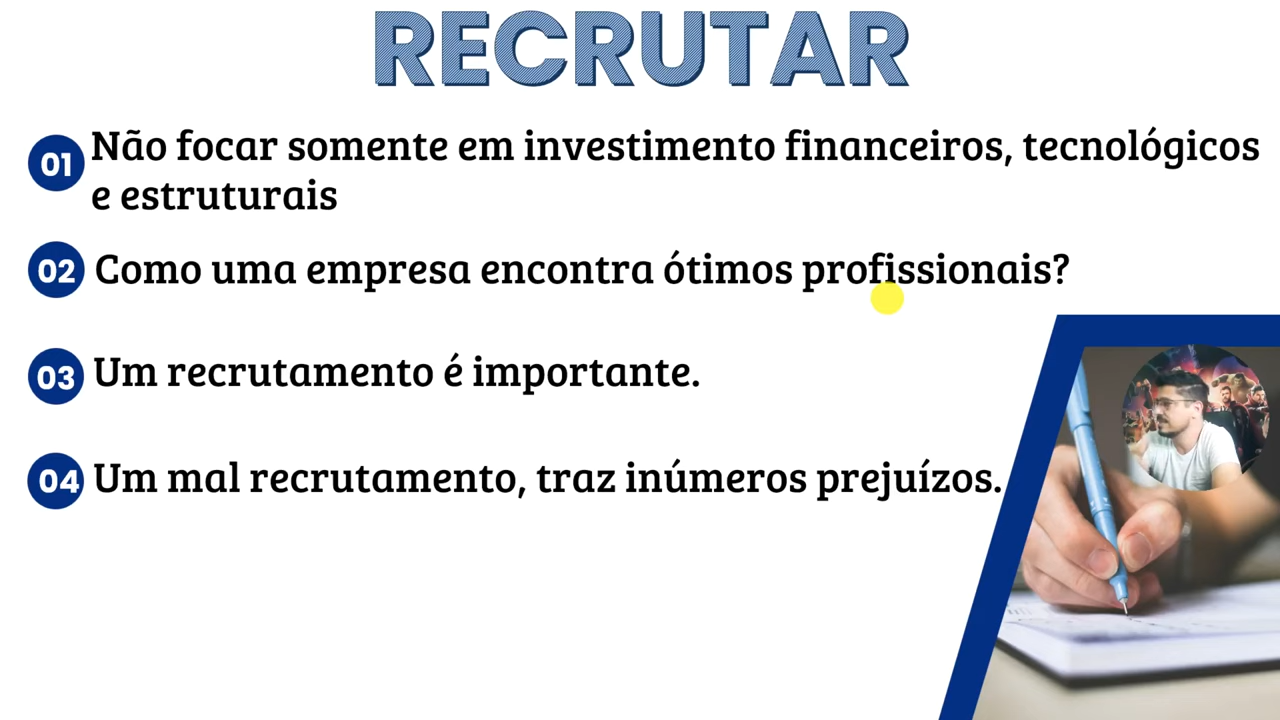 RECRUTAR
01 Não focar somente em investimento financeiros, tecnológicos
e estruturais
02 Como uma empresa encontra ótimos profissionais?
03 Um recrutamento é importante.
04 Um mal recrutamento, traz inúmeros prejuízos.